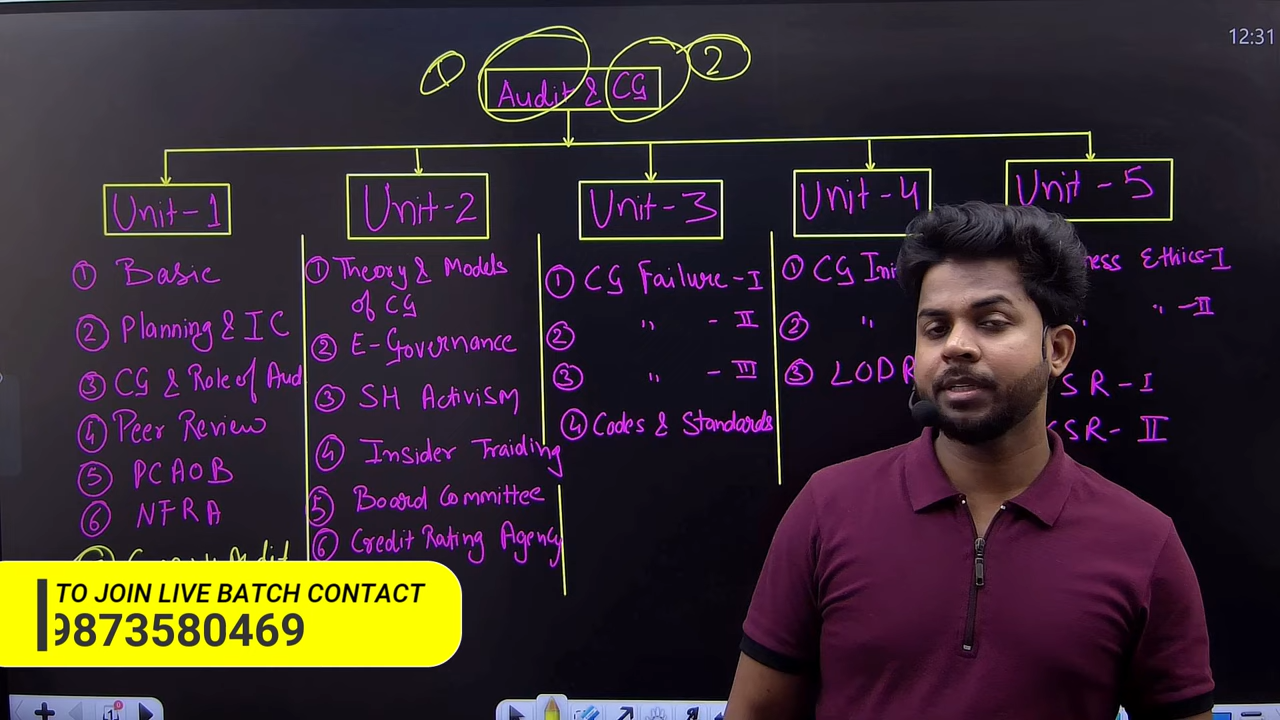 12:31
① ②
Audit & CG
Unit-1
① Basic
② Planning & IC
③ CG & Role of Aud
④ Peer Review
⑤ PCAOB
⑥ NFRA
Audit
Unit-2
① Theory & Models
of CG
② E-Governance
③ SH Activism
④ Insider Traiding
⑤ Board Committee
⑥ Credit Rating Agency
Unit-3
① CG Failure-I
② " - II
③ " - III
④ Codes & Standards
Unit-4
① CG Ini
② "
③ LODR
Unit-5
ness Ethics-I
" -II
SR-I
SR-II
TO JOIN LIVE BATCH CONTACT
9873580469